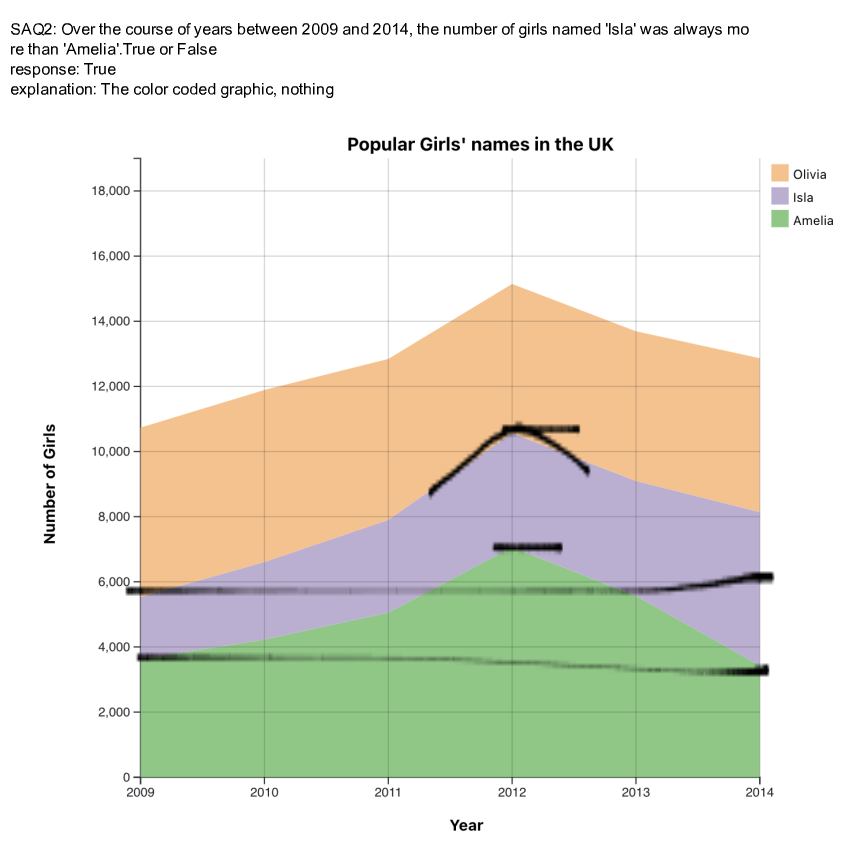 SAQ2: Over the course of years between 2009 and 2014, the number of girls named 'Isla' was always mo
re than 'Amelia'.True or False
response: True
explanation: The color coded graphic, nothing
Popular Girls' names in the UK
Olivia
Isla
Amelia
18,000
16,000
14,000
12,000
10,000
8,000
6,000
4,000
2,000
0
Number of Girls
2009 2010 2011 2012 2013 2014
Year